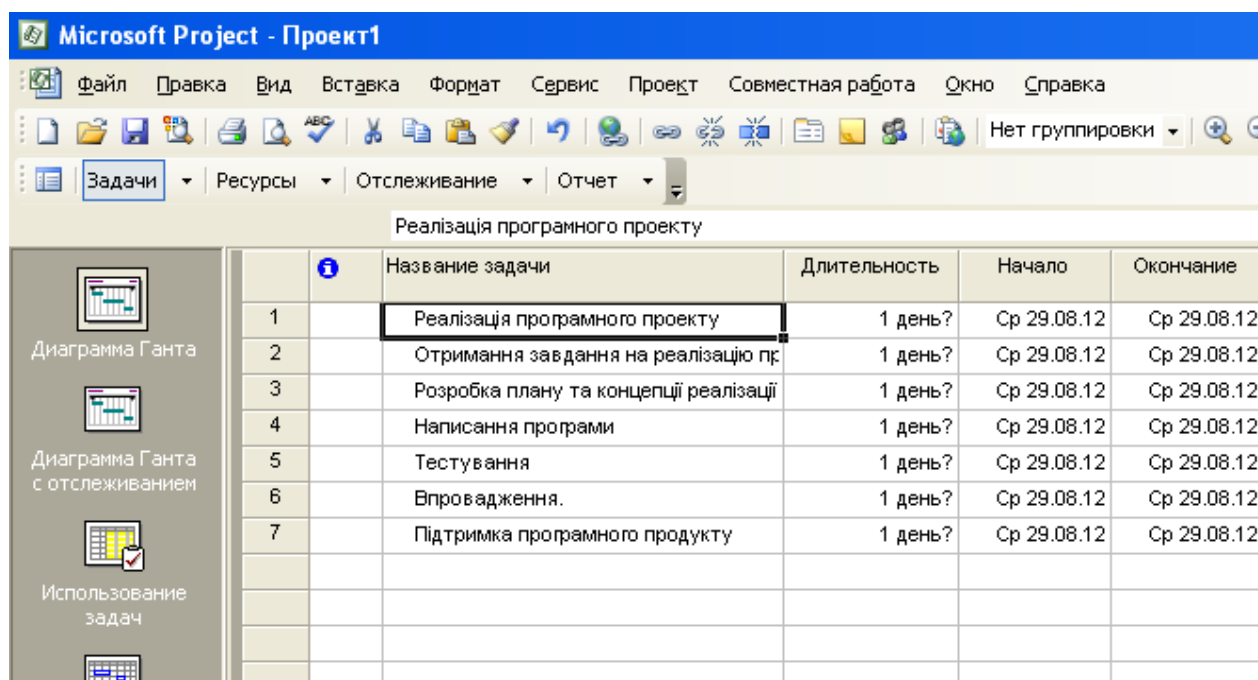 Microsoft Project - Проект1
Файл Правка Вид Вставка Формат Сервис Проект Совместная работа Окно Справка
ABC Нет группировки
Задачи Ресурсы Отслеживание Отчет
Реалізація програмного проекту
Название задачи Длительность Начало Окончание
1 Реалізація програмного проекту 1 день? Ср 29.08.12 Ср 29.08.12
Диаграмма Ганта
2 Отримання завдання на реалізацію пр 1 день? Ср 29.08.12 Ср 29.08.12
3 Розробка плану та концепції реалізації 1 день? Ср 29.08.12 Ср 29.08.12
4 Написання програми 1 день? Ср 29.08.12 Ср 29.08.12
Диаграмма Ганта
с отслеживанием
5 Тестування 1 день? Ср 29.08.12 Ср 29.08.12
6 Впровадження. 1 день? Ср 29.08.12 Ср 29.08.12
7 Підтримка програмного продукту 1 день? Ср 29.08.12 Ср 29.08.12
Использование
задач